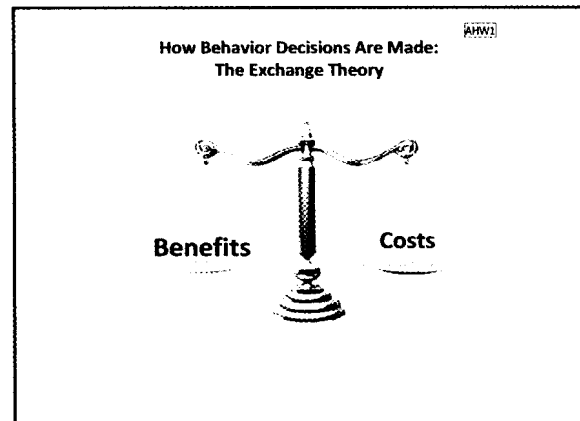 AHW1
How Behavior Decisions Are Made:
The Exchange Theory
Benefits
Costs